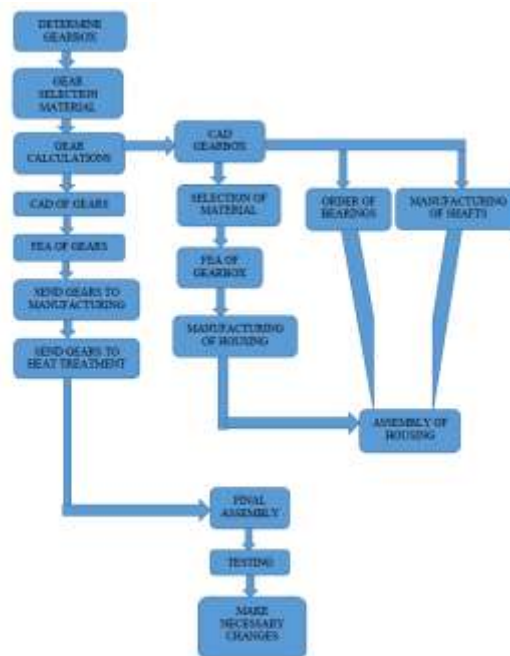 DETERMINE
GEARBOX
GEAR
SELECTION
MATERIAL
GEAR
CALCULATIONS
CAD OF GEARS
FEA OF GEARS
SEND GEARS TO
MANUFACTURING
SEND GEARS TO
HEAT TREATMENT
CAD
GEARBOX
SELECTION OF
MATERIAL
FEA OF
GEARBOX
MANUFACTURING
OF HOUSING
ORDER OF
BEARINGS
MANUFACTURING
OF SHAFTS
ASSEMBLY OF
HOUSING
FINAL
ASSEMBLY
TESTING
MAKE
NECESSARY
CHANGES